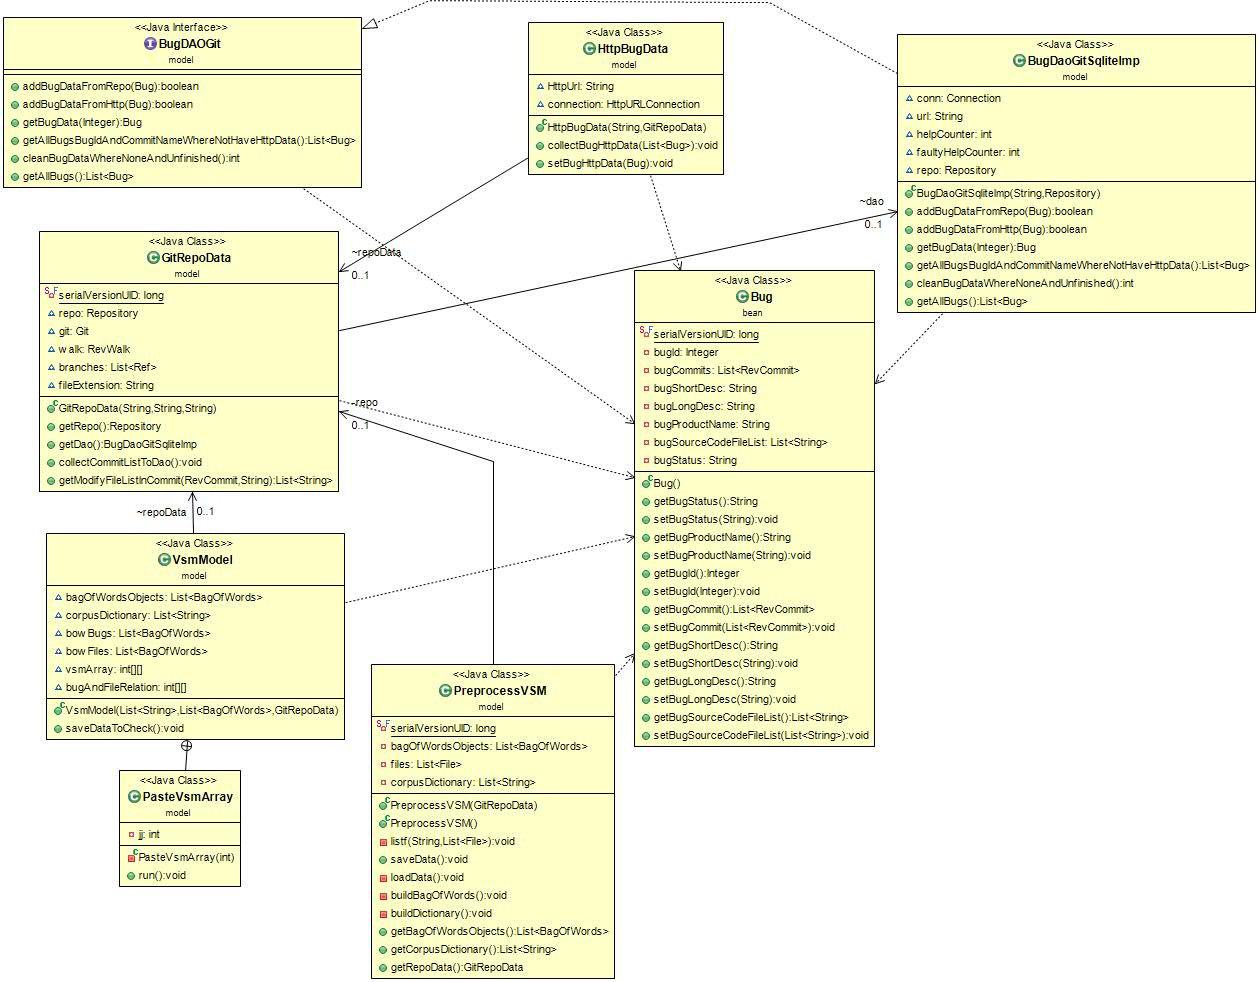 <<Java Interface>>
BugDAOGit
model
addBugDataFromRepo(Bug):boolean
addBugDataFromHttp(Bug):boolean
getBugData(Integer):Bug
getAllBugsBugIdAndCommitNameWhereNotHaveHttpData():List<Bug>
cleanBugDataWhereNoneAndUnfinished():int
getAllBugs():List<Bug>
<<Java Class>>
HttpBugData
model
HttpUrl: String
connection: HttpURLConnection
HttpBugData(String,GitRepoData)
collectBugHttpData(List<Bug>):void
setBugHttpData(Bug):void
<<Java Class>>
BugDaoGitSqliteImp
model
conn: Connection
url: String
helpCounter: int
faultyHelpCounter: int
repo: Repository
BugDaoGitSqliteImp(String,Repository)
addBugDataFromRepo(Bug):boolean
addBugDataFromHttp(Bug):boolean
getBugData(Integer):Bug
getAllBugsBugIdAndCommitNameWhereNotHaveHttpData():List<Bug>
cleanBugDataWhereNoneAndUnfinished():int
getAllBugs():List<Bug>
~dao
0..1
~repoData
0..1
<<Java Class>>
GitRepoData
model
serialVersionUID: long
repo: Repository
git: Git
walk: RevWalk
branches: List<Ref>
fileExtension: String
GitRepoData(String,String,String)
getRepo():Repository
getDao():BugDaoGitSqliteImp
collectCommitListToDao():void
getModifyFileListInCommit(RevCommit,String):List<String>
~repo
0..1
<<Java Class>>
Bug
bean
serialVersionUID: long
bugId: Integer
bugCommits: List<RevCommit>
bugShortDesc: String
bugLongDesc: String
bugProductName: String
bugSourceCodeFileList: List<String>
bugStatus: String
Bug()
getBugStatus():String
setBugStatus(String):void
getBugProductName():String
setBugProductName(String):void
getBugId():Integer
setBugId(Integer):void
getBugCommit():List<RevCommit>
setBugCommit(List<RevCommit>):void
getBugShortDesc():String
setBugShortDesc(String):void
getBugLongDesc():String
setBugLongDesc(String):void
getBugSourceCodeFileList():List<String>
setBugSourceCodeFileList(List<String>):void
~repoData
0..1
<<Java Class>>
VsmModel
model
bagOfWordsObjects: List<BagOfWords>
corpusDictionary: List<String>
bowBugs: List<BagOfWords>
bowFiles: List<BagOfWords>
vsmArray: int[][]
bugAndFileRelation: int[][]
VsmModel(List<String>,List<BagOfWords>,GitRepoData)
saveDataToCheck():void
<<Java Class>>
PasteVsmArray
model
jj: int
PasteVsmArray(int)
run():void
<<Java Class>>
PreprocessVSM
model
serialVersionUID: long
bagOfWordsObjects: List<BagOfWords>
files: List<File>
corpusDictionary: List<String>
PreprocessVSM(GitRepoData)
PreprocessVSM()
listf(String,List<File>):void
saveData():void
loadData():void
buildBagOfWords():void
buildDictionary():void
getBagOfWordsObjects():List<BagOfWords>
getCorpusDictionary():List<String>
getRepoData():GitRepoData